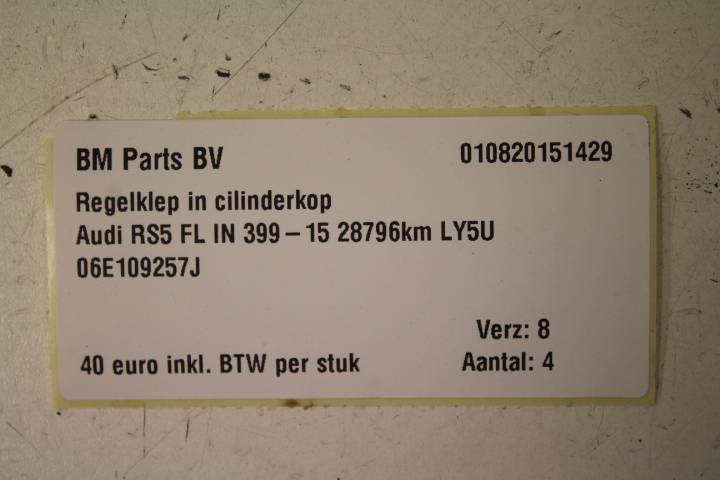 BM Parts BV 010820151429
Regelklep in cilinderkop
Audi RS5 FL IN 399 – 15 28796km LY5U
06E109257J
Verz: 8
40 euro inkl. BTW per stuk Aantal: 4